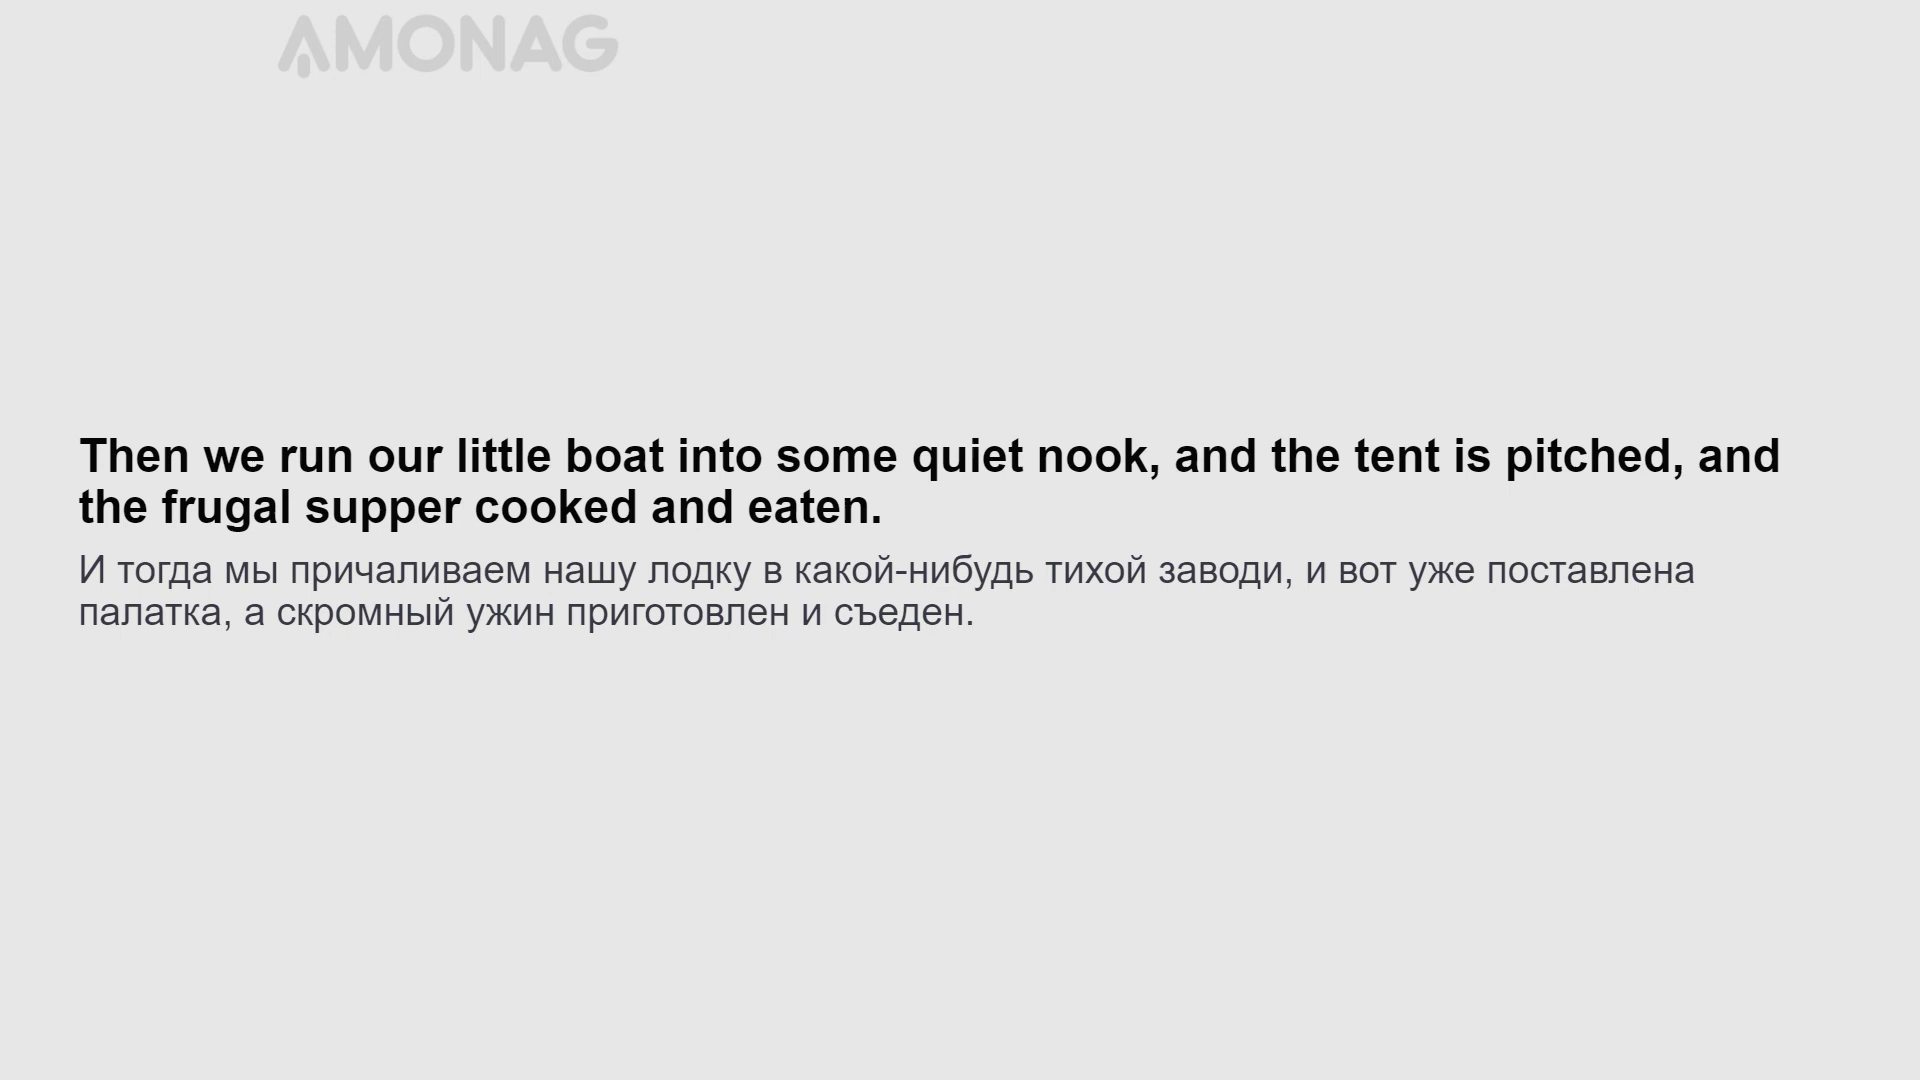 AMONAG
Then we run our little boat into some quiet nook, and the tent is pitched, and
the frugal supper cooked and eaten.
И тогда мы причаливаем нашу лодку в какой-нибудь тихой заводи, и вот уже поставлена
палатка, а скромный ужин приготовлен и съеден.